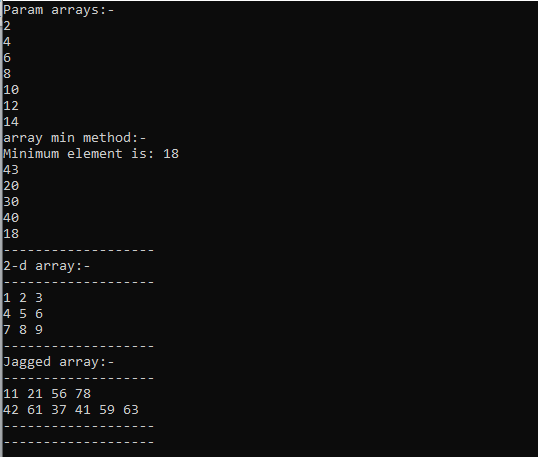 Param arrays:-
2
4
6
8
10
12
14
array min method:-
Minimum element is: 18
43
20
30
40
18
-------------------
2-d array:-
-------------------
1 2 3
4 5 6
7 8 9
-------------------
Jagged array:-
-------------------
11 21 56 78
42 61 37 41 59 63
-------------------
-------------------